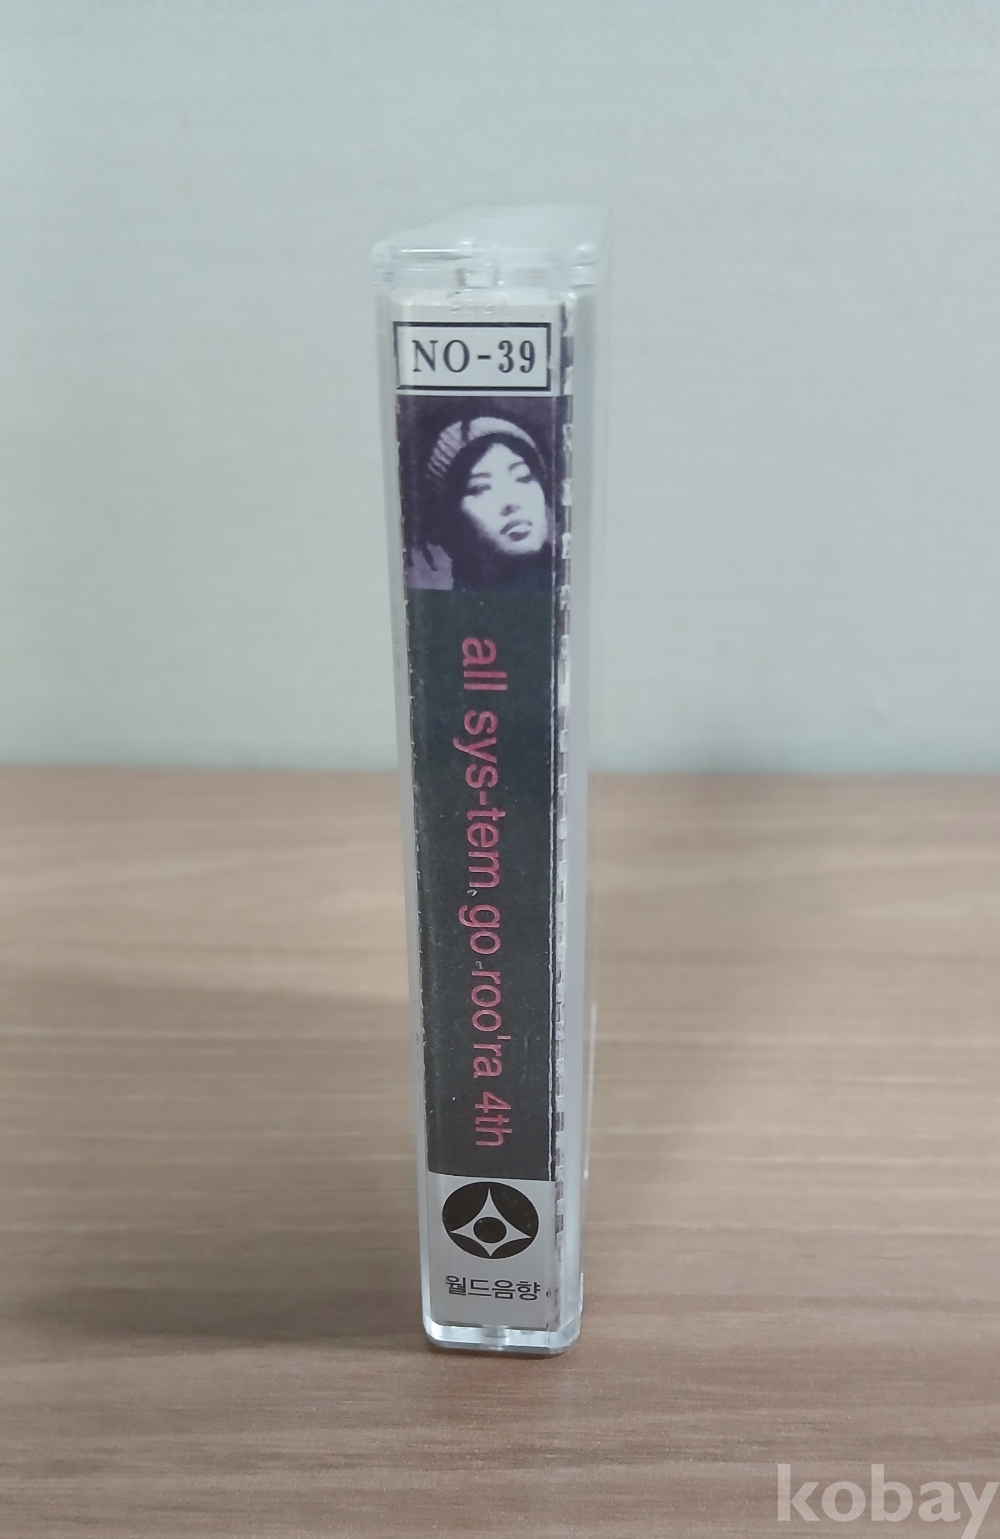 NO-39
all sys-tem go roo'ra 4th
월드음향
kobay